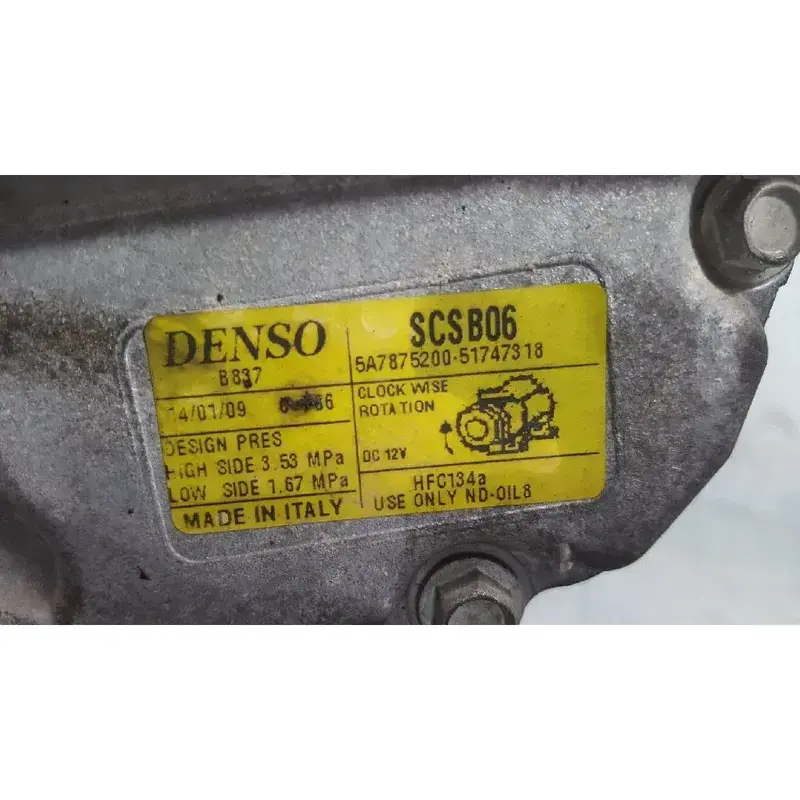 DENSO
B837
14/01/09
DESIGN PRES
HIGH SIDE 3.53 MPa
LOW SIDE 1.67 MPa
MADE IN ITALY
SCSB06
5A7875200-51747318
CLOCK WISE
ROTATION
DC 12V
HFC134a
USE ONLY ND-OIL8